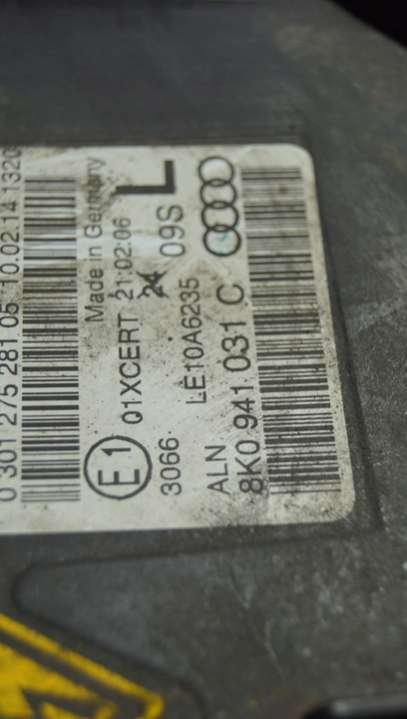 8K0 941 031 C
ALN
LE10A6235
3066 24 09S
01XCERT 21:02:06 L
E1
Made in Germany
0 301 275 281 05 10.02.14 1320